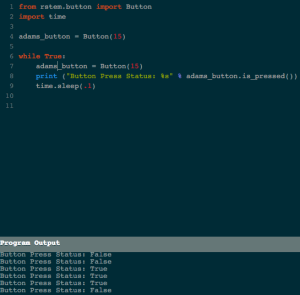 1 from rstem.button import Button
2 import time
3
4 adams_button = Button(15)
5
6 while True:
7 adams_button = Button(15)
8 print ("Button Press Status: %s" % adams_button.is_pressed())
9 time.sleep(.1)
10
11
Program Output
Button Press Status: False
Button Press Status: False
Button Press Status: True
Button Press Status: True
Button Press Status: True
Button Press Status: False